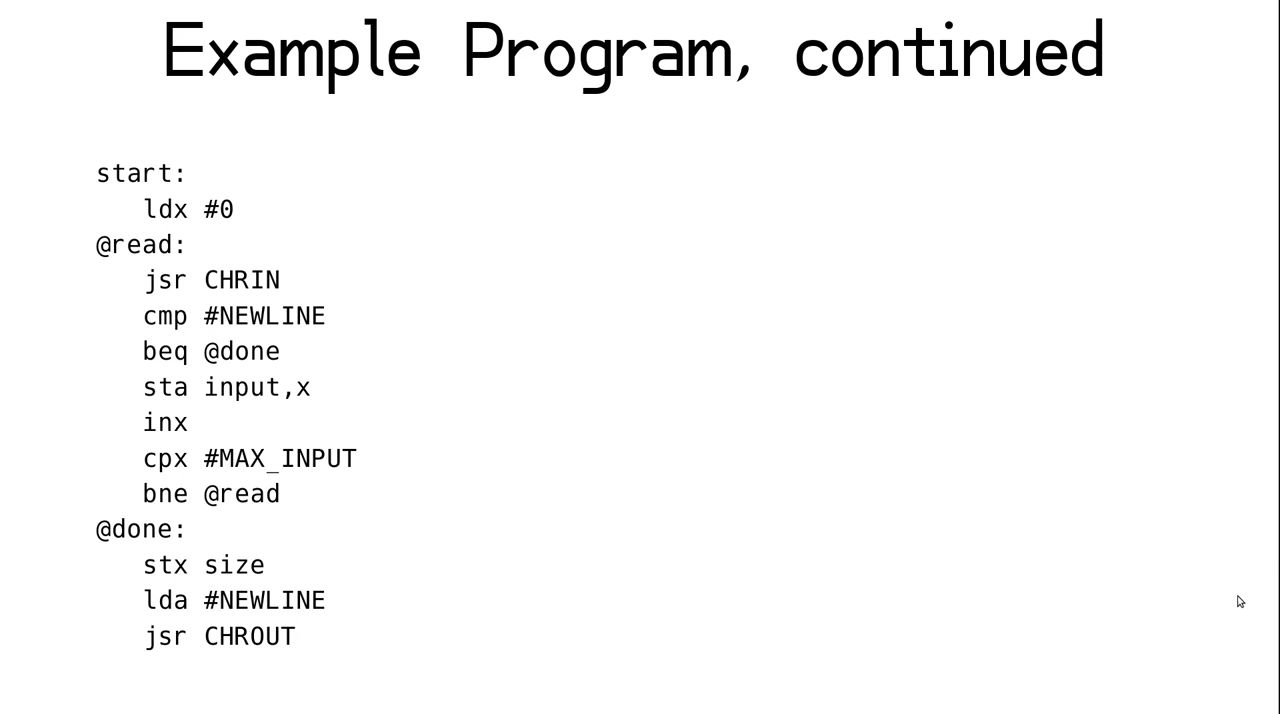 Example Program, continued
start:
ldx #0
@read:
jsr CHRIN
cmp #NEWLINE
beq @done
sta input,x
inx
cpx #MAX_INPUT
bne @read
@done:
stx size
lda #NEWLINE
jsr CHROUT